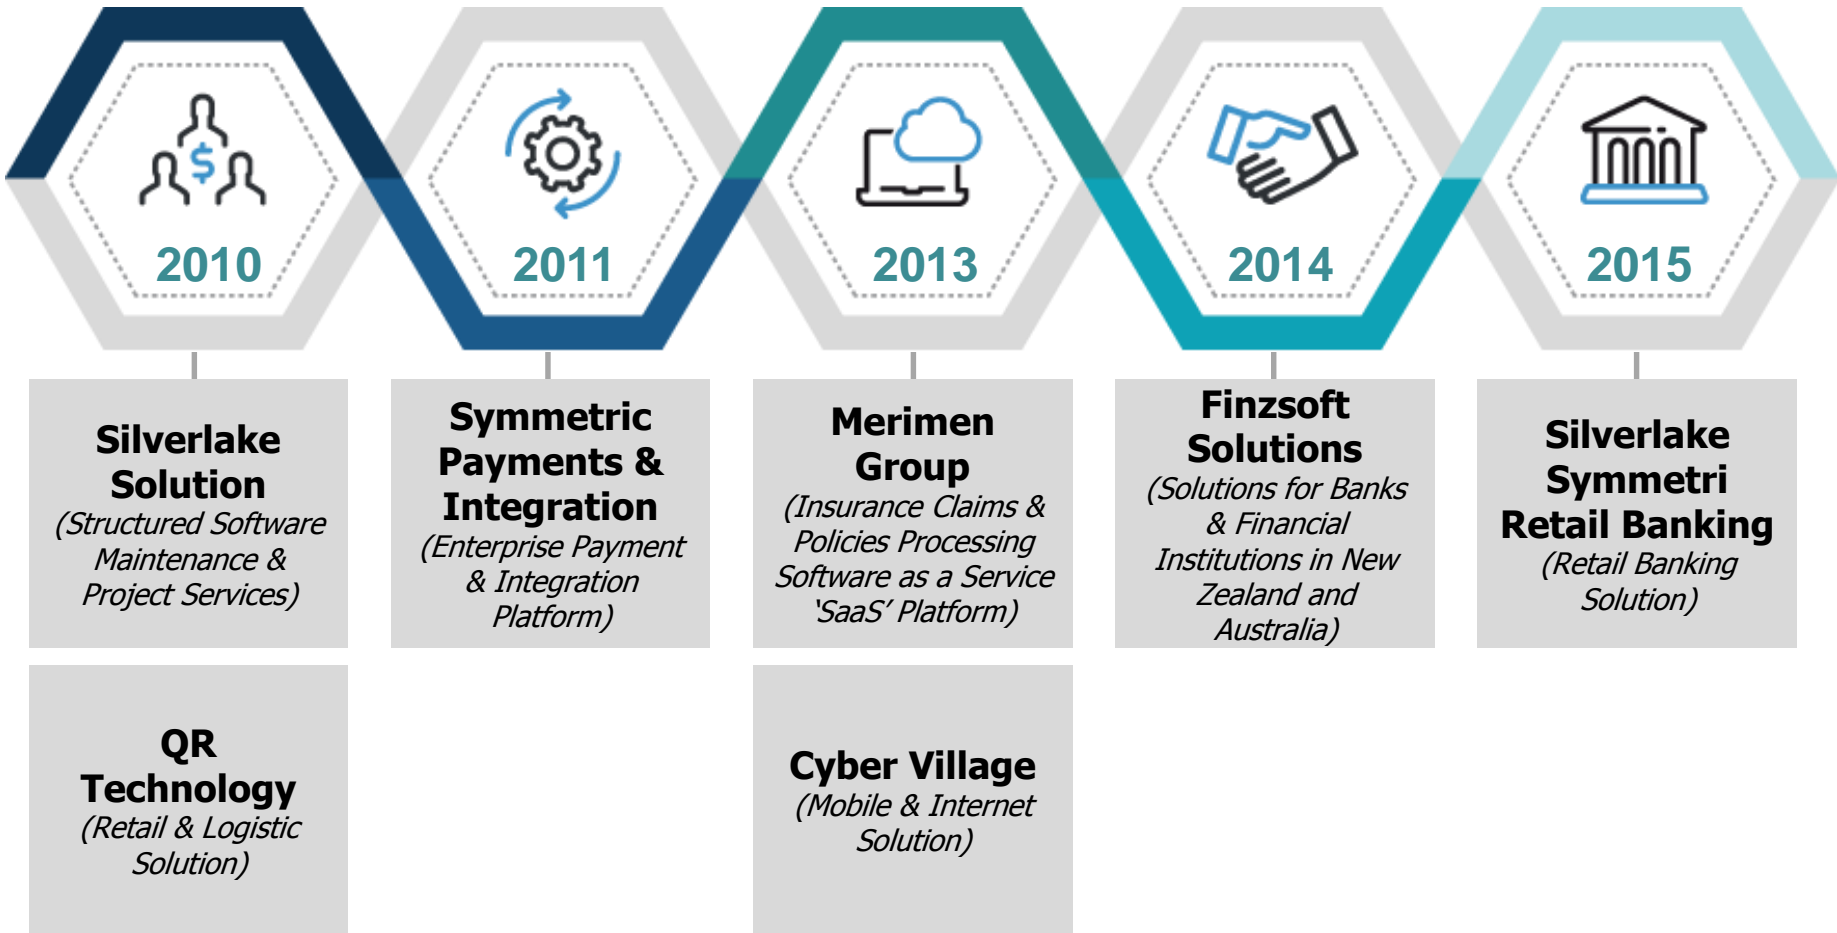 2010
2011
2013
2014
2015
Silverlake
Solution
(Structured Software
Maintenance &
Project Services)
Symmetric
Payments &
Integration
(Enterprise Payment
& Integration
Platform)
Merimen
Group
(Insurance Claims &
Policies Processing
Software as a Service
‘SaaS’ Platform)
Finzsoft
Solutions
(Solutions for Banks
& Financial
Institutions in New
Zealand and
Australia)
Silverlake
Symmetri
Retail Banking
(Retail Banking
Solution)
QR
Technology
(Retail & Logistic
Solution)
Cyber Village
(Mobile & Internet
Solution)